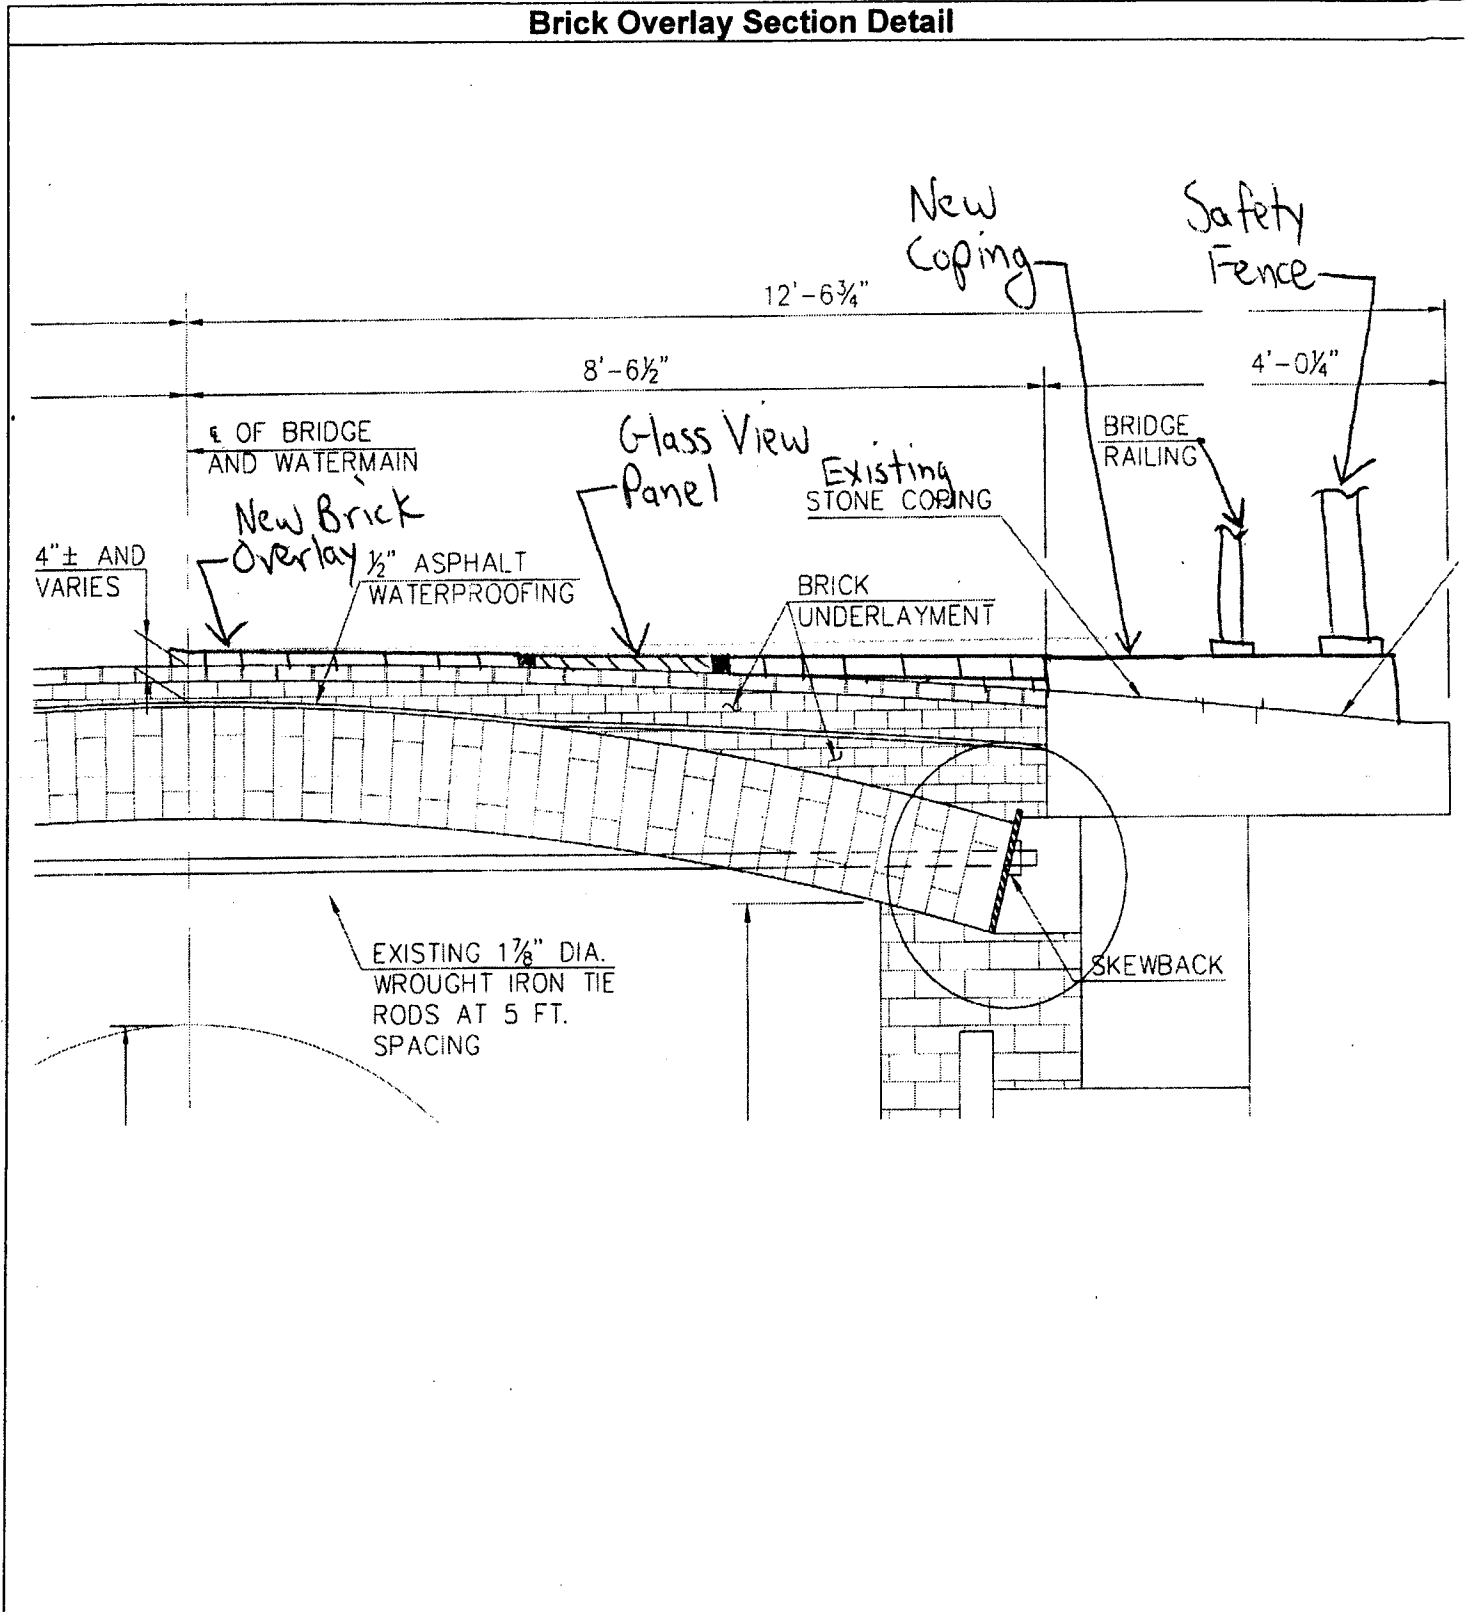 Brick Overlay Section Detail
New
Coping
Safety
Fence
12'-6¾"
8'-6½"
4'-0¼"
℄ OF BRIDGE
AND WATERMAIN
Glass View
Panel
Existing
STONE COPING
BRIDGE
RAILING
New Brick
Overlay
4"± AND
VARIES
½" ASPHALT
WATERPROOFING
BRICK
UNDERLAYMENT
EXISTING 1⅞" DIA.
WROUGHT IRON TIE
RODS AT 5 FT.
SPACING
SKEWBACK